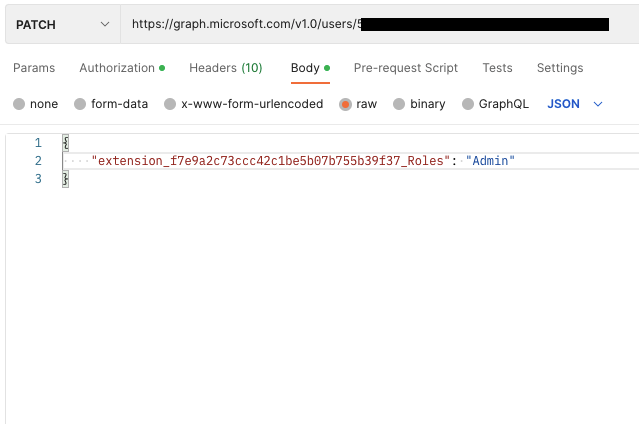 PATCH https://graph.microsoft.com/v1.0/users/5
Params Authorization Headers (10) Body Pre-request Script Tests Settings
none form-data x-www-form-urlencoded raw binary GraphQL JSON
1 {
2 "extension_f7e9a2c73ccc42c1be5b07b755b39f37_Roles": "Admin"
3 }